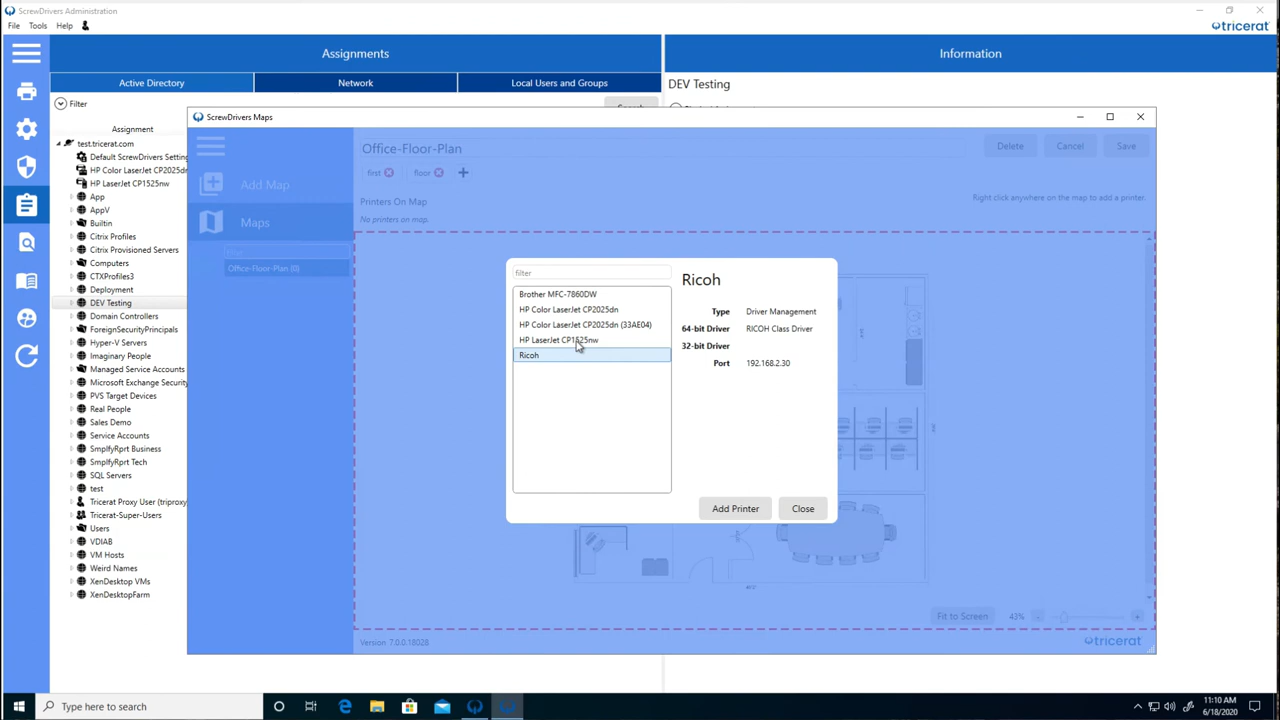 ScrewDrivers Administration
File Tools Help
tricerat
Assignments
Information
Active Directory
Network
Local Users and Groups
DEV Testing
Filter
Assignment
test.tricerat.com
Default ScrewDrivers Setting
HP Color LaserJet CP2025dn
HP LaserJet CP1525nw
App
AppV
Builtin
Citrix Profiles
Citrix Provisioned Servers
Computers
CTXProfiles3
Deployment
DEV Testing
Domain Controllers
ForeignSecurityPrincipals
Hyper-V Servers
Imaginary People
Managed Service Accounts
Microsoft Exchange Security
PVS Target Devices
Real People
Sales Demo
Service Accounts
SmplfyRprt Business
SmplfyRprt Tech
SQL Servers
test
Tricerat Proxy User (triproxy
Tricerat-Super-Users
Users
VDIAB
VM Hosts
Weird Names
XenDesktop VMs
XenDesktopFarm
ScrewDrivers Maps
Add Map
Maps
filter
Office-Floor-Plan (0)
Office-Floor-Plan
Delete
Cancel
Save
first floor
Printers On Map
Right click anywhere on the map to add a printer.
No printers on map.
filter
Brother MFC-7860DW
HP Color LaserJet CP2025dn
HP Color LaserJet CP2025dn (33AE04)
HP LaserJet CP1525nw
Ricoh
Ricoh
Type Driver Management
64-bit Driver RICOH Class Driver
32-bit Driver
Port 192.168.2.30
Add Printer
Close
Fit to Screen
43%
- +
Version 7.0.0.18028
tricerat
Type here to search
11:10 AM
6/18/2020